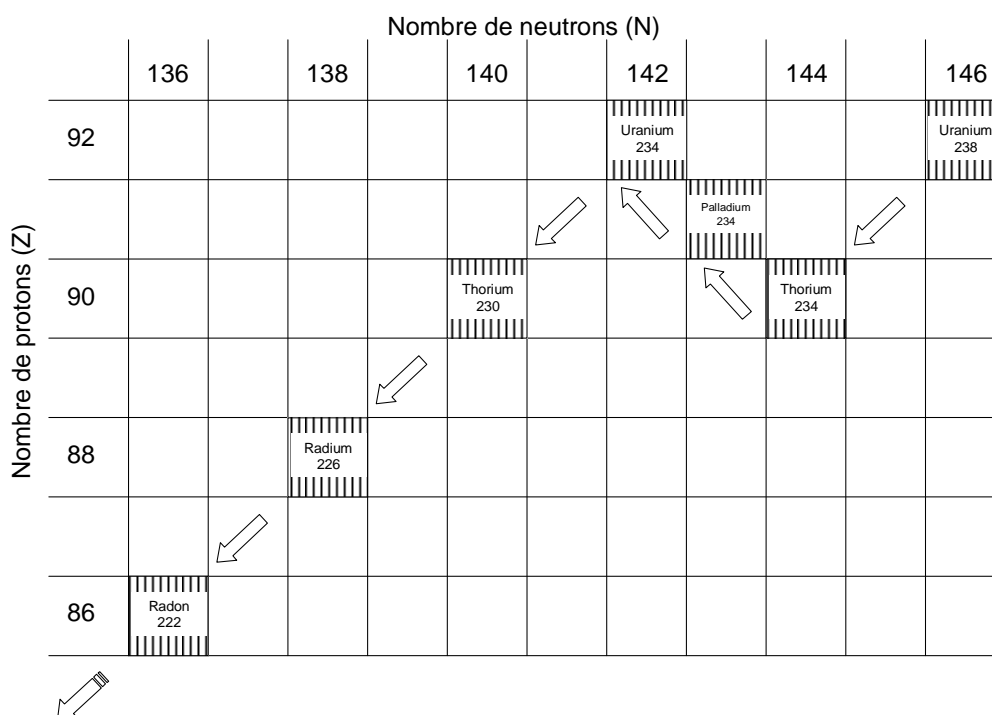 Nombre de neutrons (N)
136 138 140 142 144 146
Nombre de protons (Z)
92
Uranium
234
Uranium
238
Palladium
234
90
Thorium
230
Thorium
234
88
Radium
226
86
Radon
222